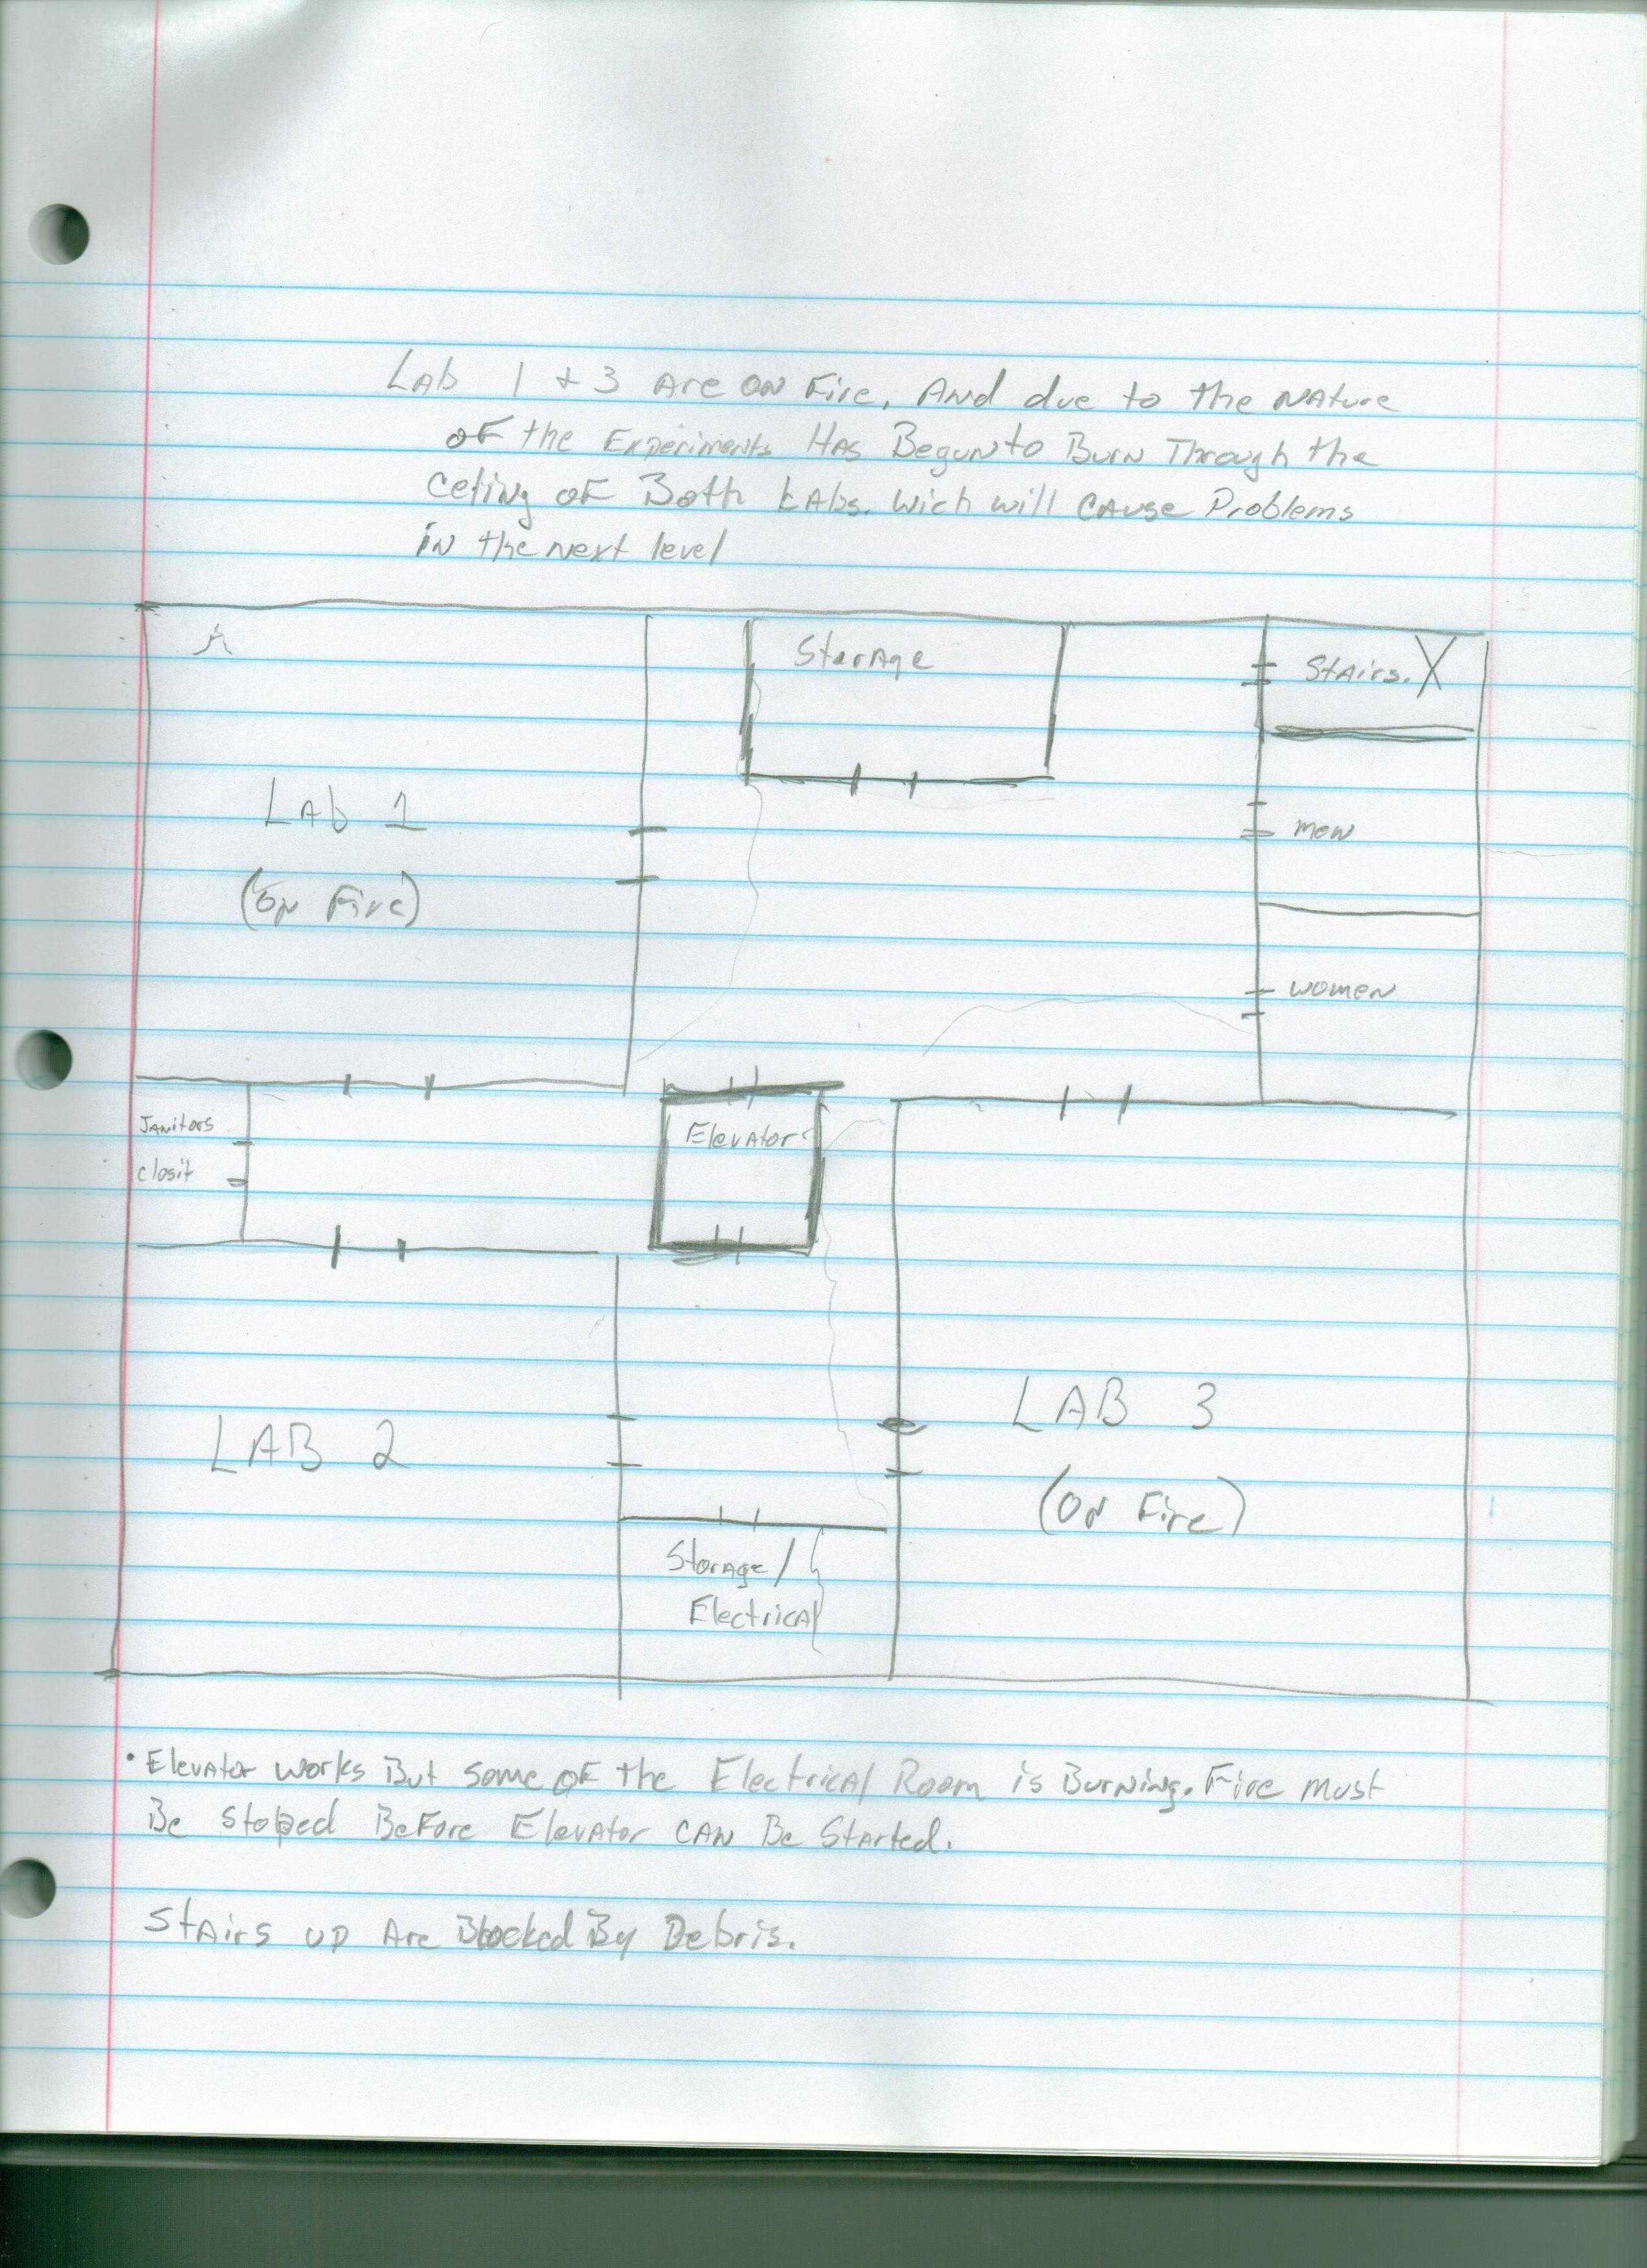 Lab 1 + 3 Are on Fire, And due to the Nature
of the Experiments Has Begun to Burn Through the
Celing of Both Labs. Wich will cause Problems
in the next level
Storage
Stairs. X
Lab 1
men
(on Fire)
women
Janitors
closit
Elevator
LAB 3
LAB 2
(on Fire)
Storage /
Electrical
• Elevator works But some of the Electrical Room is Burning. Fire must
Be stoped Before Elevator can Be Started.
Stairs up Are Blocked By Debris.